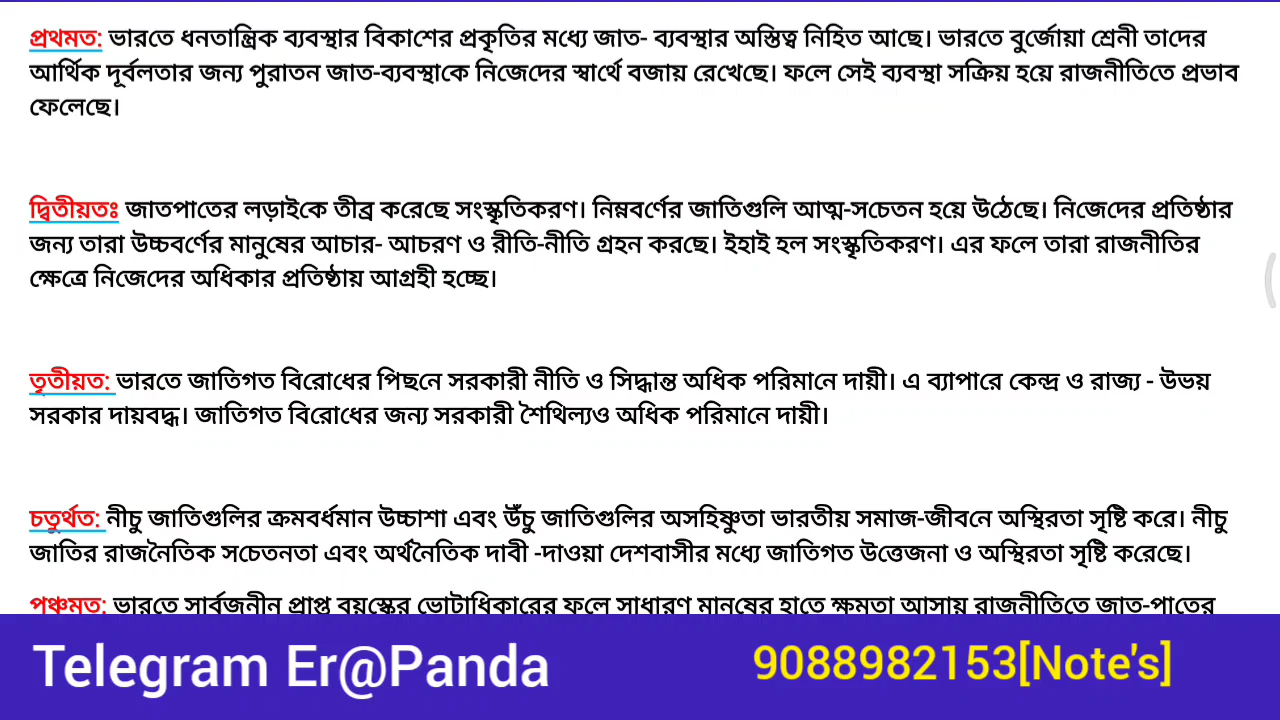 প্রথমত: ভারতে ধনতান্ত্রিক ব্যবস্থার বিকাশের প্রকৃতির মধ্যে জাত- ব্যবস্থার অস্তিত্ব নিহিত আছে। ভারতে বুর্জোয়া শ্রেনী তাদের
আর্থিক দূর্বলতার জন্য পুরাতন জাত-ব্যবস্থাকে নিজেদের স্বার্থে বজায় রেখেছে। ফলে সেই ব্যবস্থা সক্রিয় হয়ে রাজনীতিতে প্রভাব
ফেলেছে।
দ্বিতীয়তঃ জাতপাতের লড়াইকে তীব্র করেছে সংস্কৃতিকরণ। নিম্নবর্ণের জাতিগুলি আত্ম-সচেতন হয়ে উঠেছে। নিজেদের প্রতিষ্ঠার
জন্য তারা উচ্চবর্ণের মানুষের আচার- আচরণ ও রীতি-নীতি গ্রহন করছে। ইহাই হল সংস্কৃতিকরণ। এর ফলে তারা রাজনীতির
ক্ষেত্রে নিজেদের অধিকার প্রতিষ্ঠায় আগ্রহী হচ্ছে।
তৃতীয়ত: ভারতে জাতিগত বিরোধের পিছনে সরকারী নীতি ও সিদ্ধান্ত অধিক পরিমানে দায়ী। এ ব্যাপারে কেন্দ্র ও রাজ্য - উভয়
সরকার দায়বদ্ধ। জাতিগত বিরোধের জন্য সরকারী শৈথিল্যও অধিক পরিমানে দায়ী।
চতুর্থত: নীচু জাতিগুলির ক্রমবর্ধমান উচ্চাশা এবং উঁচু জাতিগুলির অসহিষ্ণুতা ভারতীয় সমাজ-জীবনে অস্থিরতা সৃষ্টি করে। নীচু
জাতির রাজনৈতিক সচেতনতা এবং অর্থনৈতিক দাবী -দাওয়া দেশবাসীর মধ্যে জাতিগত উত্তেজনা ও অস্থিরতা সৃষ্টি করেছে।
পঞ্চমত: ভারতে সার্বজনীন প্রাপ্ত বয়স্কের ভোটাধিকারের ফলে সাধারণ মানুষের হাতে ক্ষমতা আসায় রাজনীতিতে জাত-পাতের
Telegram Er@Panda
9088982153[Note's]